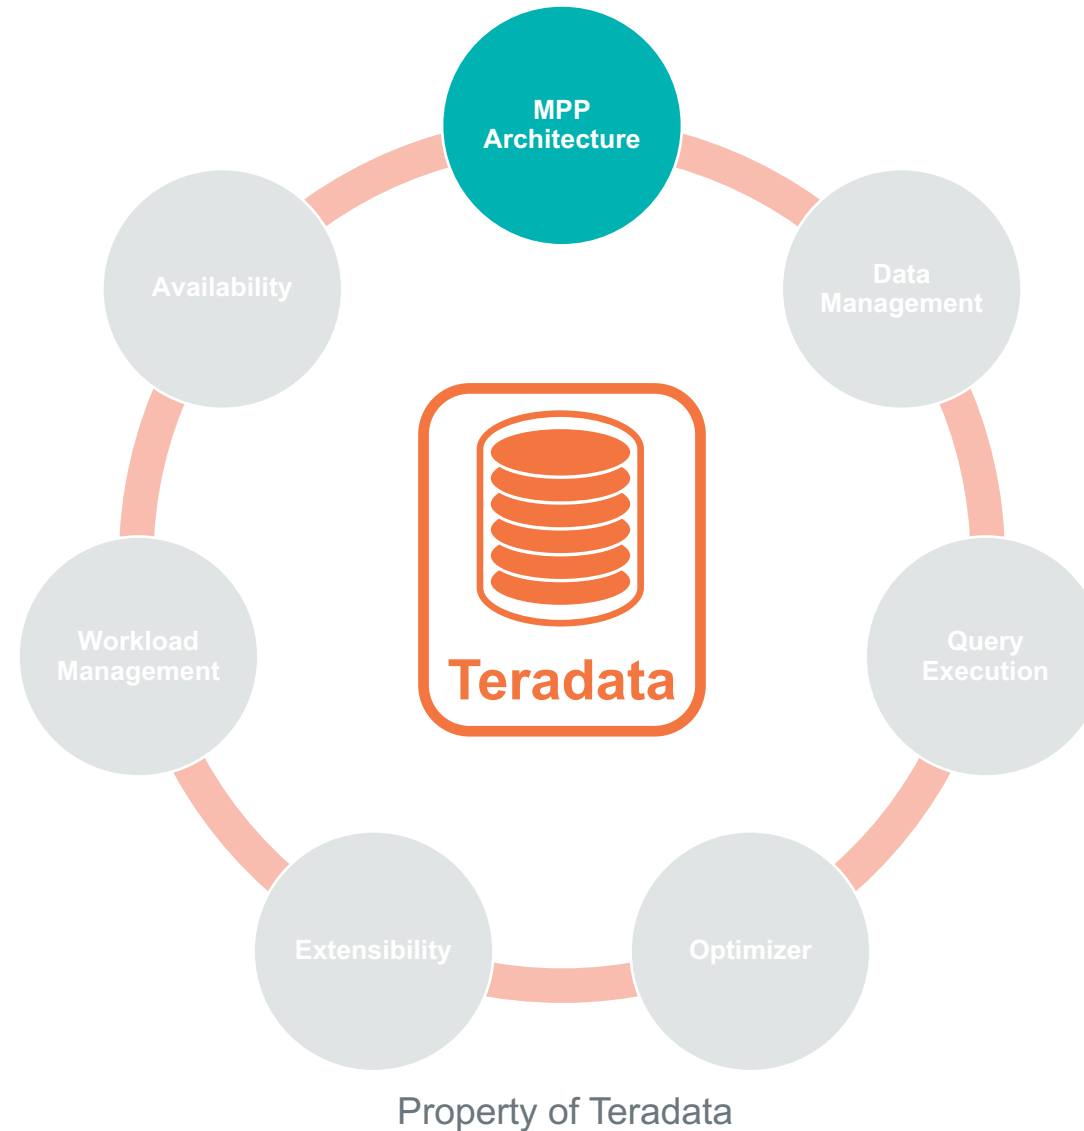 MPP
Architecture
Availability
Data
Management
Workload
Management
Teradata
Query
Execution
Extensibility
Optimizer
Property of Teradata